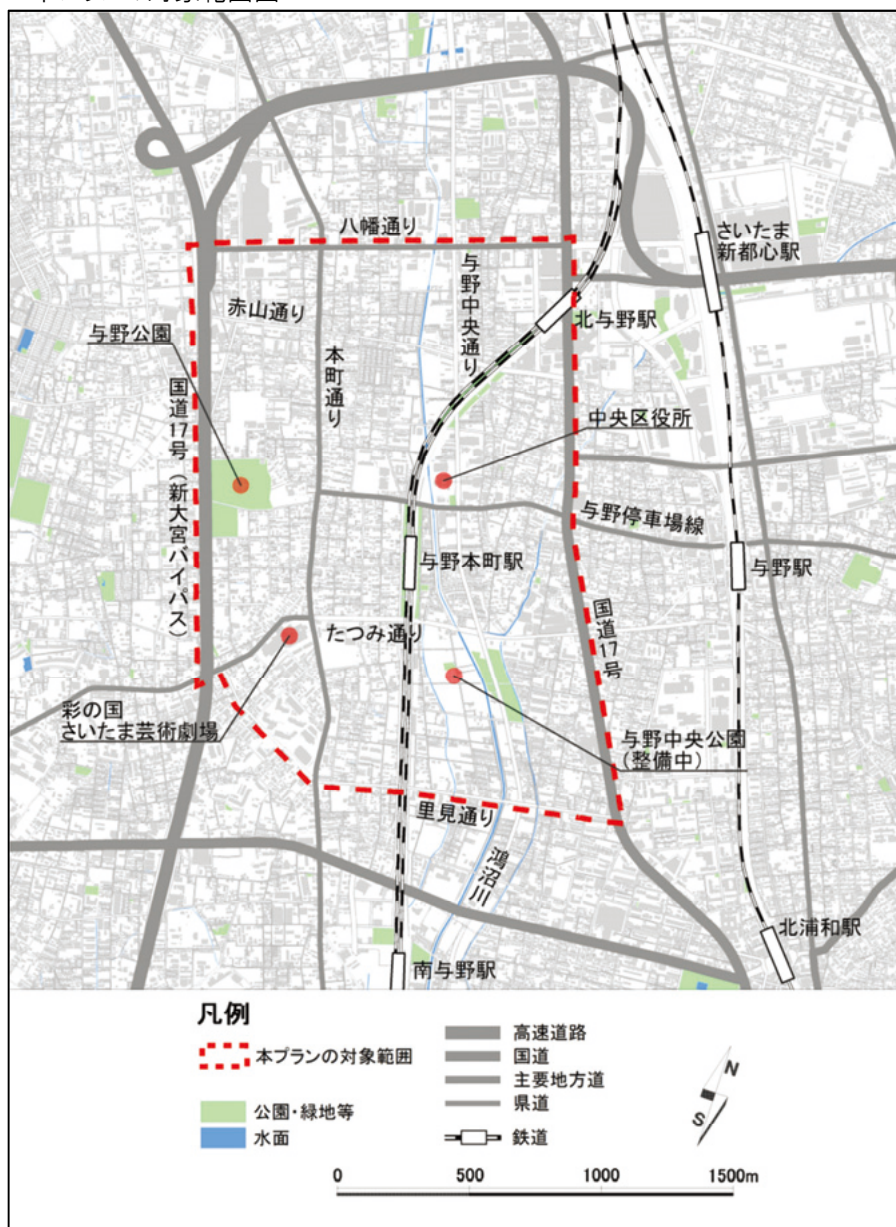 八幡通り
さいたま
新都心駅
赤山通り
与野中央通り
北与野駅
与野公園
本町通り
国道17号（新大宮バイパス）
中央区役所
与野停車場線
与野本町駅
与野駅
国道17号
たつみ通り
彩の国
さいたま芸術劇場
与野中央公園
（整備中）
里見通り
鴻沼川
北浦和駅
南与野駅
凡例
本プランの対象範囲
公園・緑地等
水面
高速道路
国道
主要地方道
県道
鉄道
N
S
0 500 1000 1500m